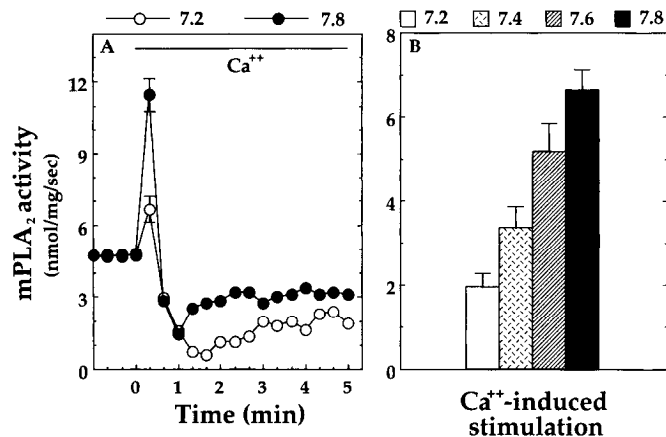 7.2 7.8
7.2 7.4 7.6 7.8
A
Ca⁺⁺
12
9
6
3
0
mPLA₂ activity
(nmol/mg/sec)
0 1 2 3 4 5
Time (min)
B
8
6
4
2
0
Ca⁺⁺-induced
stimulation